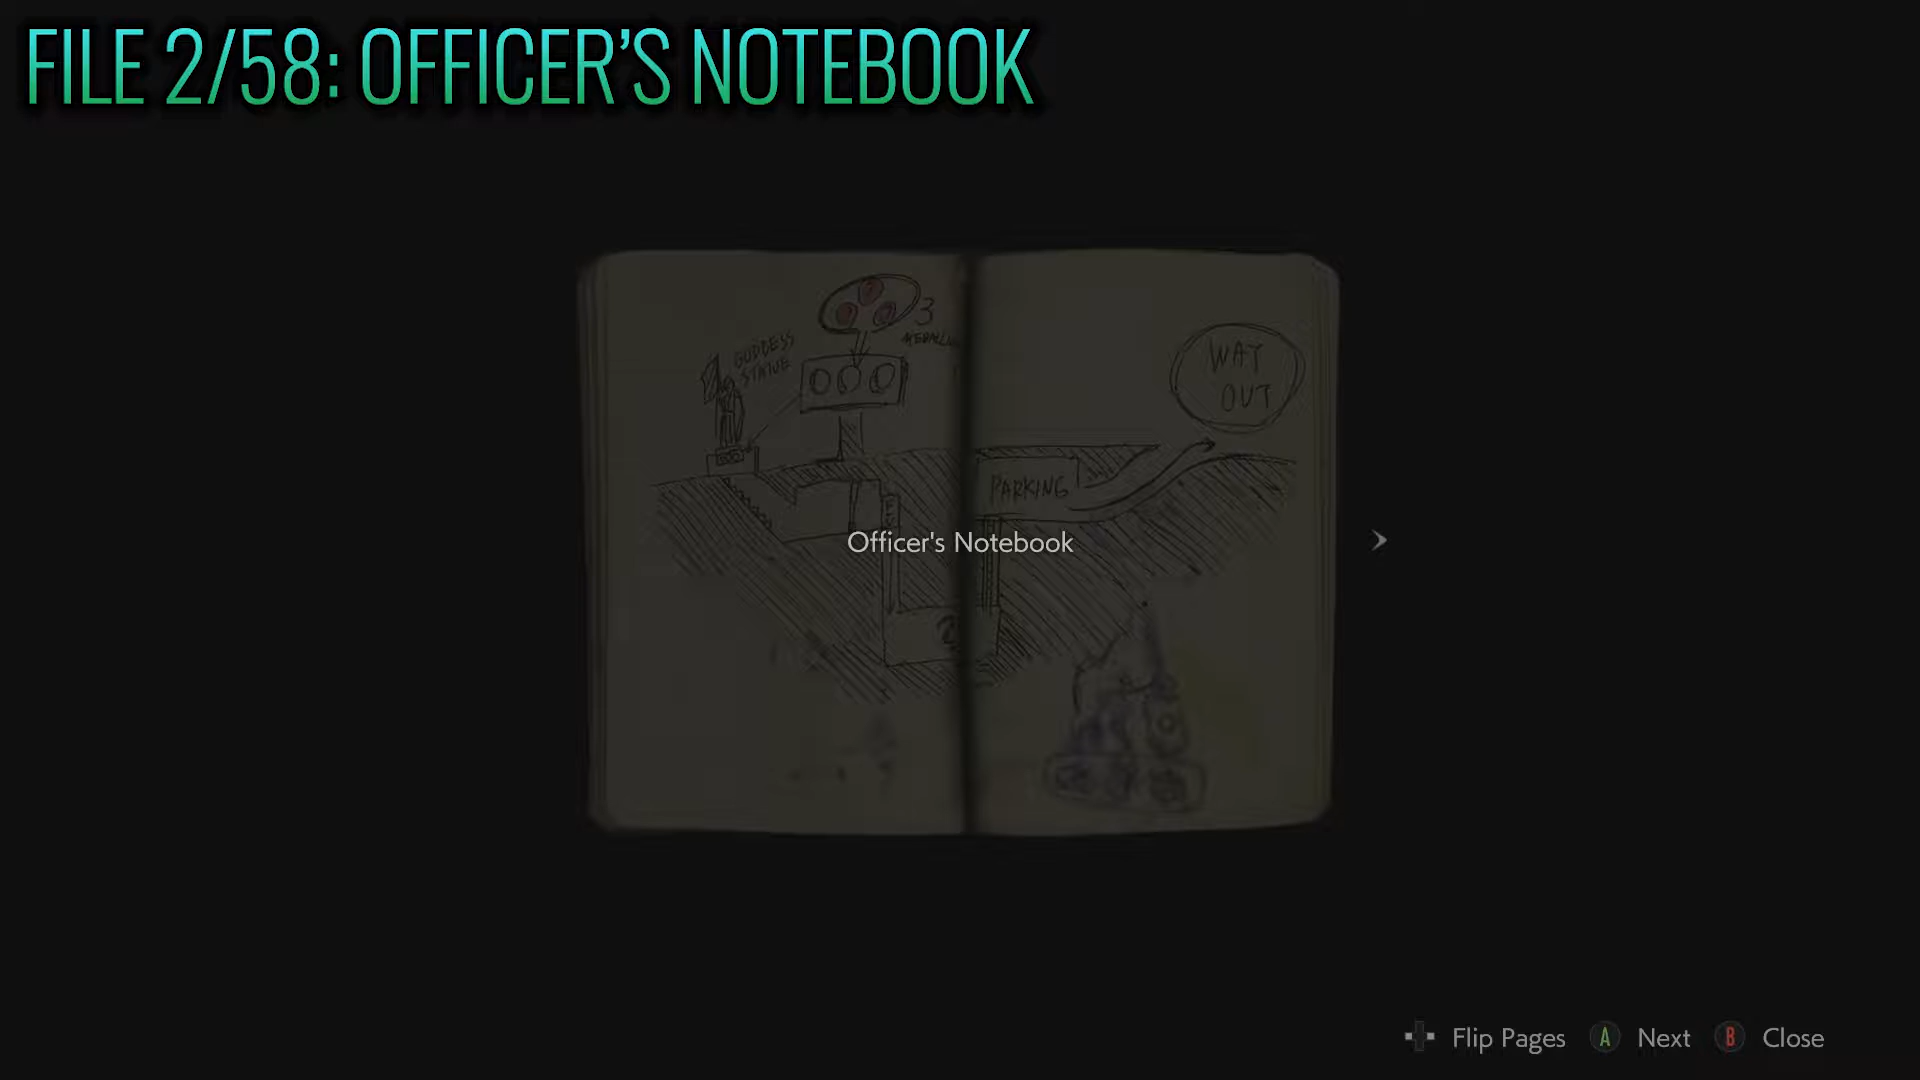 FILE 2/58: OFFICER'S NOTEBOOK
3
GODDESS
STATUE
WAY
OUT
PARKING
Officer's Notebook
Flip Pages
A Next
B Close